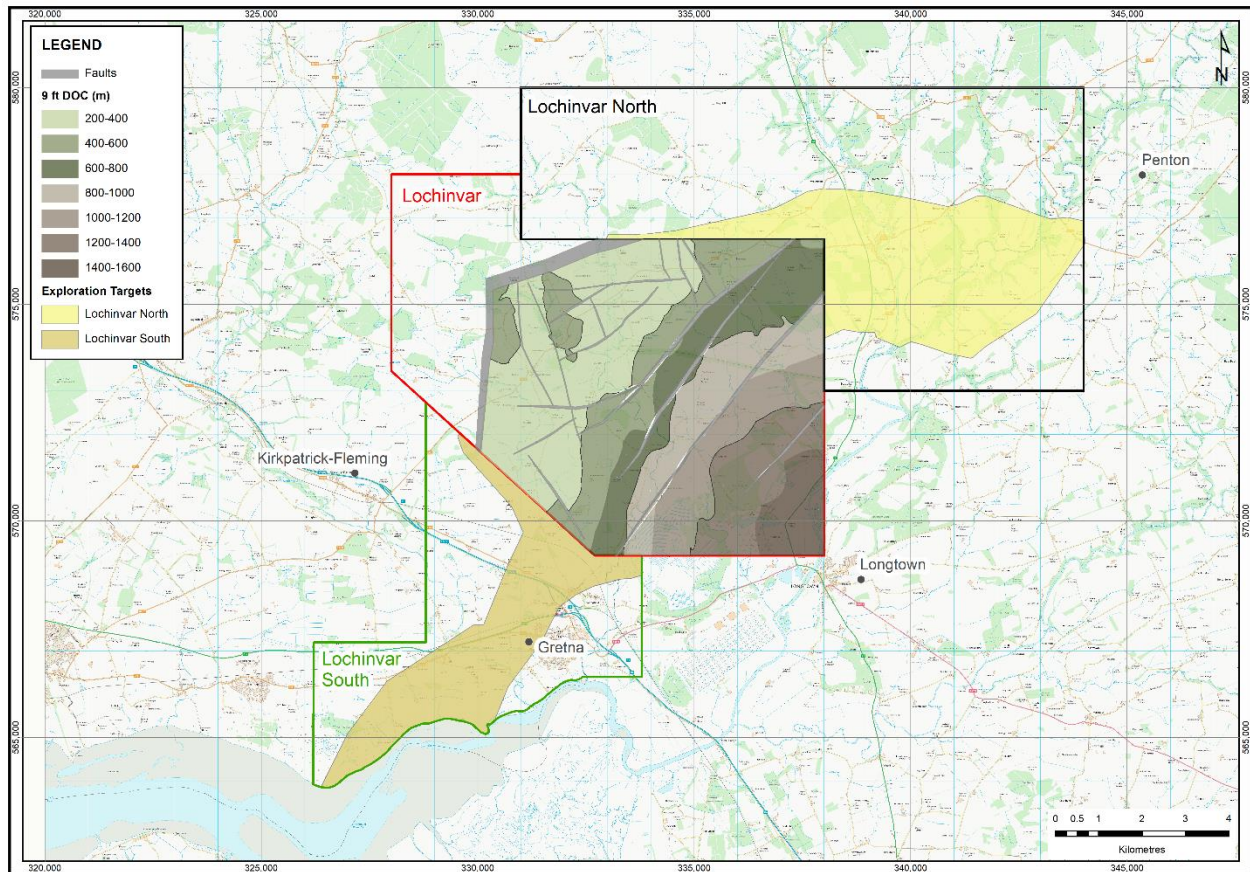 320,000
325,000
330,000
335,000
340,000
345,000
LEGEND
Faults
9 ft DOC (m)
200-400
400-600
600-800
800-1000
1000-1200
1200-1400
1400-1600
Exploration Targets
Lochinvar North
Lochinvar South
N
580,000
580,000
Lochinvar North
Penton
Lochinvar
575,000
575,000
Kirkpatrick-Fleming
570,000
570,000
Longtown
Gretna
Lochinvar
South
565,000
565,000
0 0.5 1 2 3 4
Kilometres
320,000
325,000
330,000
335,000
340,000
345,000